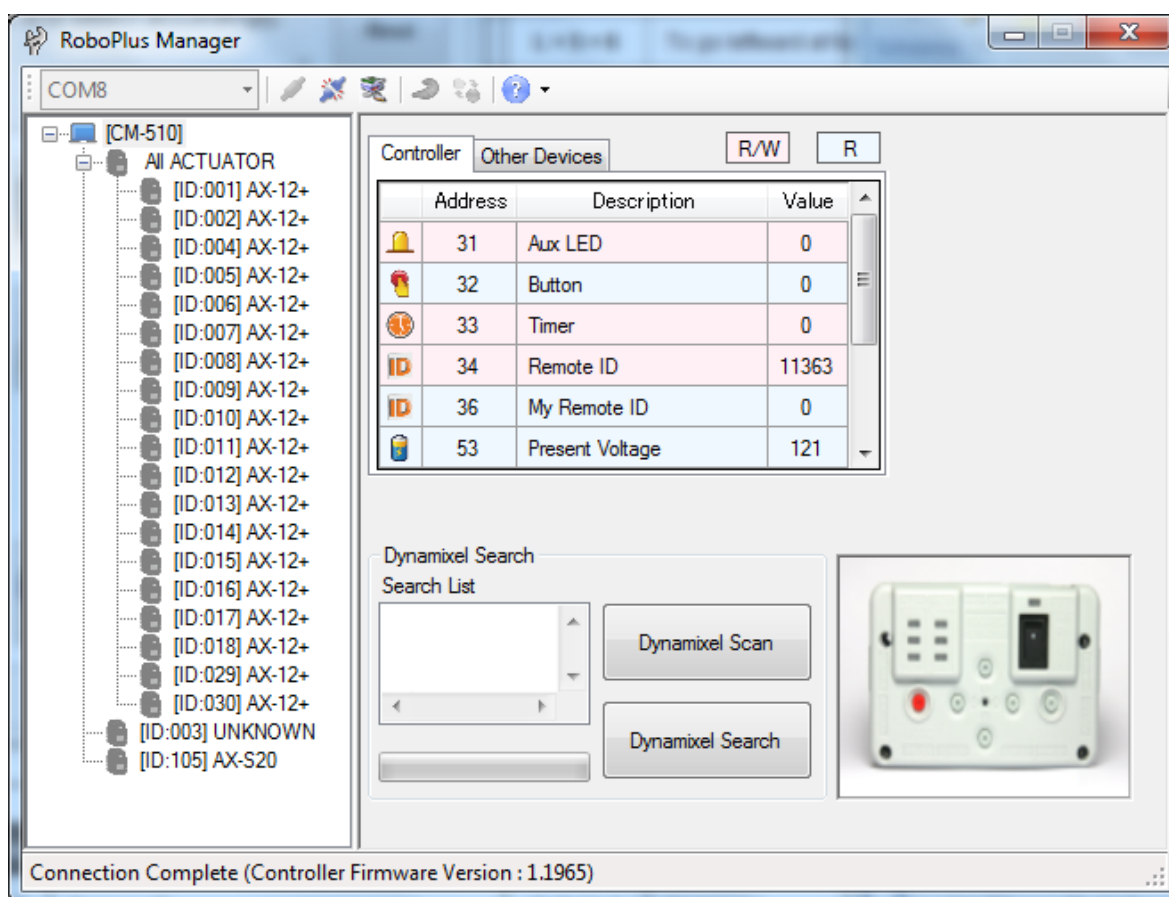 RoboPlus Manager
COM8
[CM-510]
All ACTUATOR
[ID:001] AX-12+
[ID:002] AX-12+
[ID:004] AX-12+
[ID:005] AX-12+
[ID:006] AX-12+
[ID:007] AX-12+
[ID:008] AX-12+
[ID:009] AX-12+
[ID:010] AX-12+
[ID:011] AX-12+
[ID:012] AX-12+
[ID:013] AX-12+
[ID:014] AX-12+
[ID:015] AX-12+
[ID:016] AX-12+
[ID:017] AX-12+
[ID:018] AX-12+
[ID:029] AX-12+
[ID:030] AX-12+
[ID:003] UNKNOWN
[ID:105] AX-S20
Controller Other Devices R/W R
Address Description Value
31 Aux LED 0
32 Button 0
33 Timer 0
ID 34 Remote ID 11363
ID 36 My Remote ID 0
53 Present Voltage 121
Dynamixel Search
Search List
Dynamixel Scan
Dynamixel Search
Connection Complete (Controller Firmware Version : 1.1965)